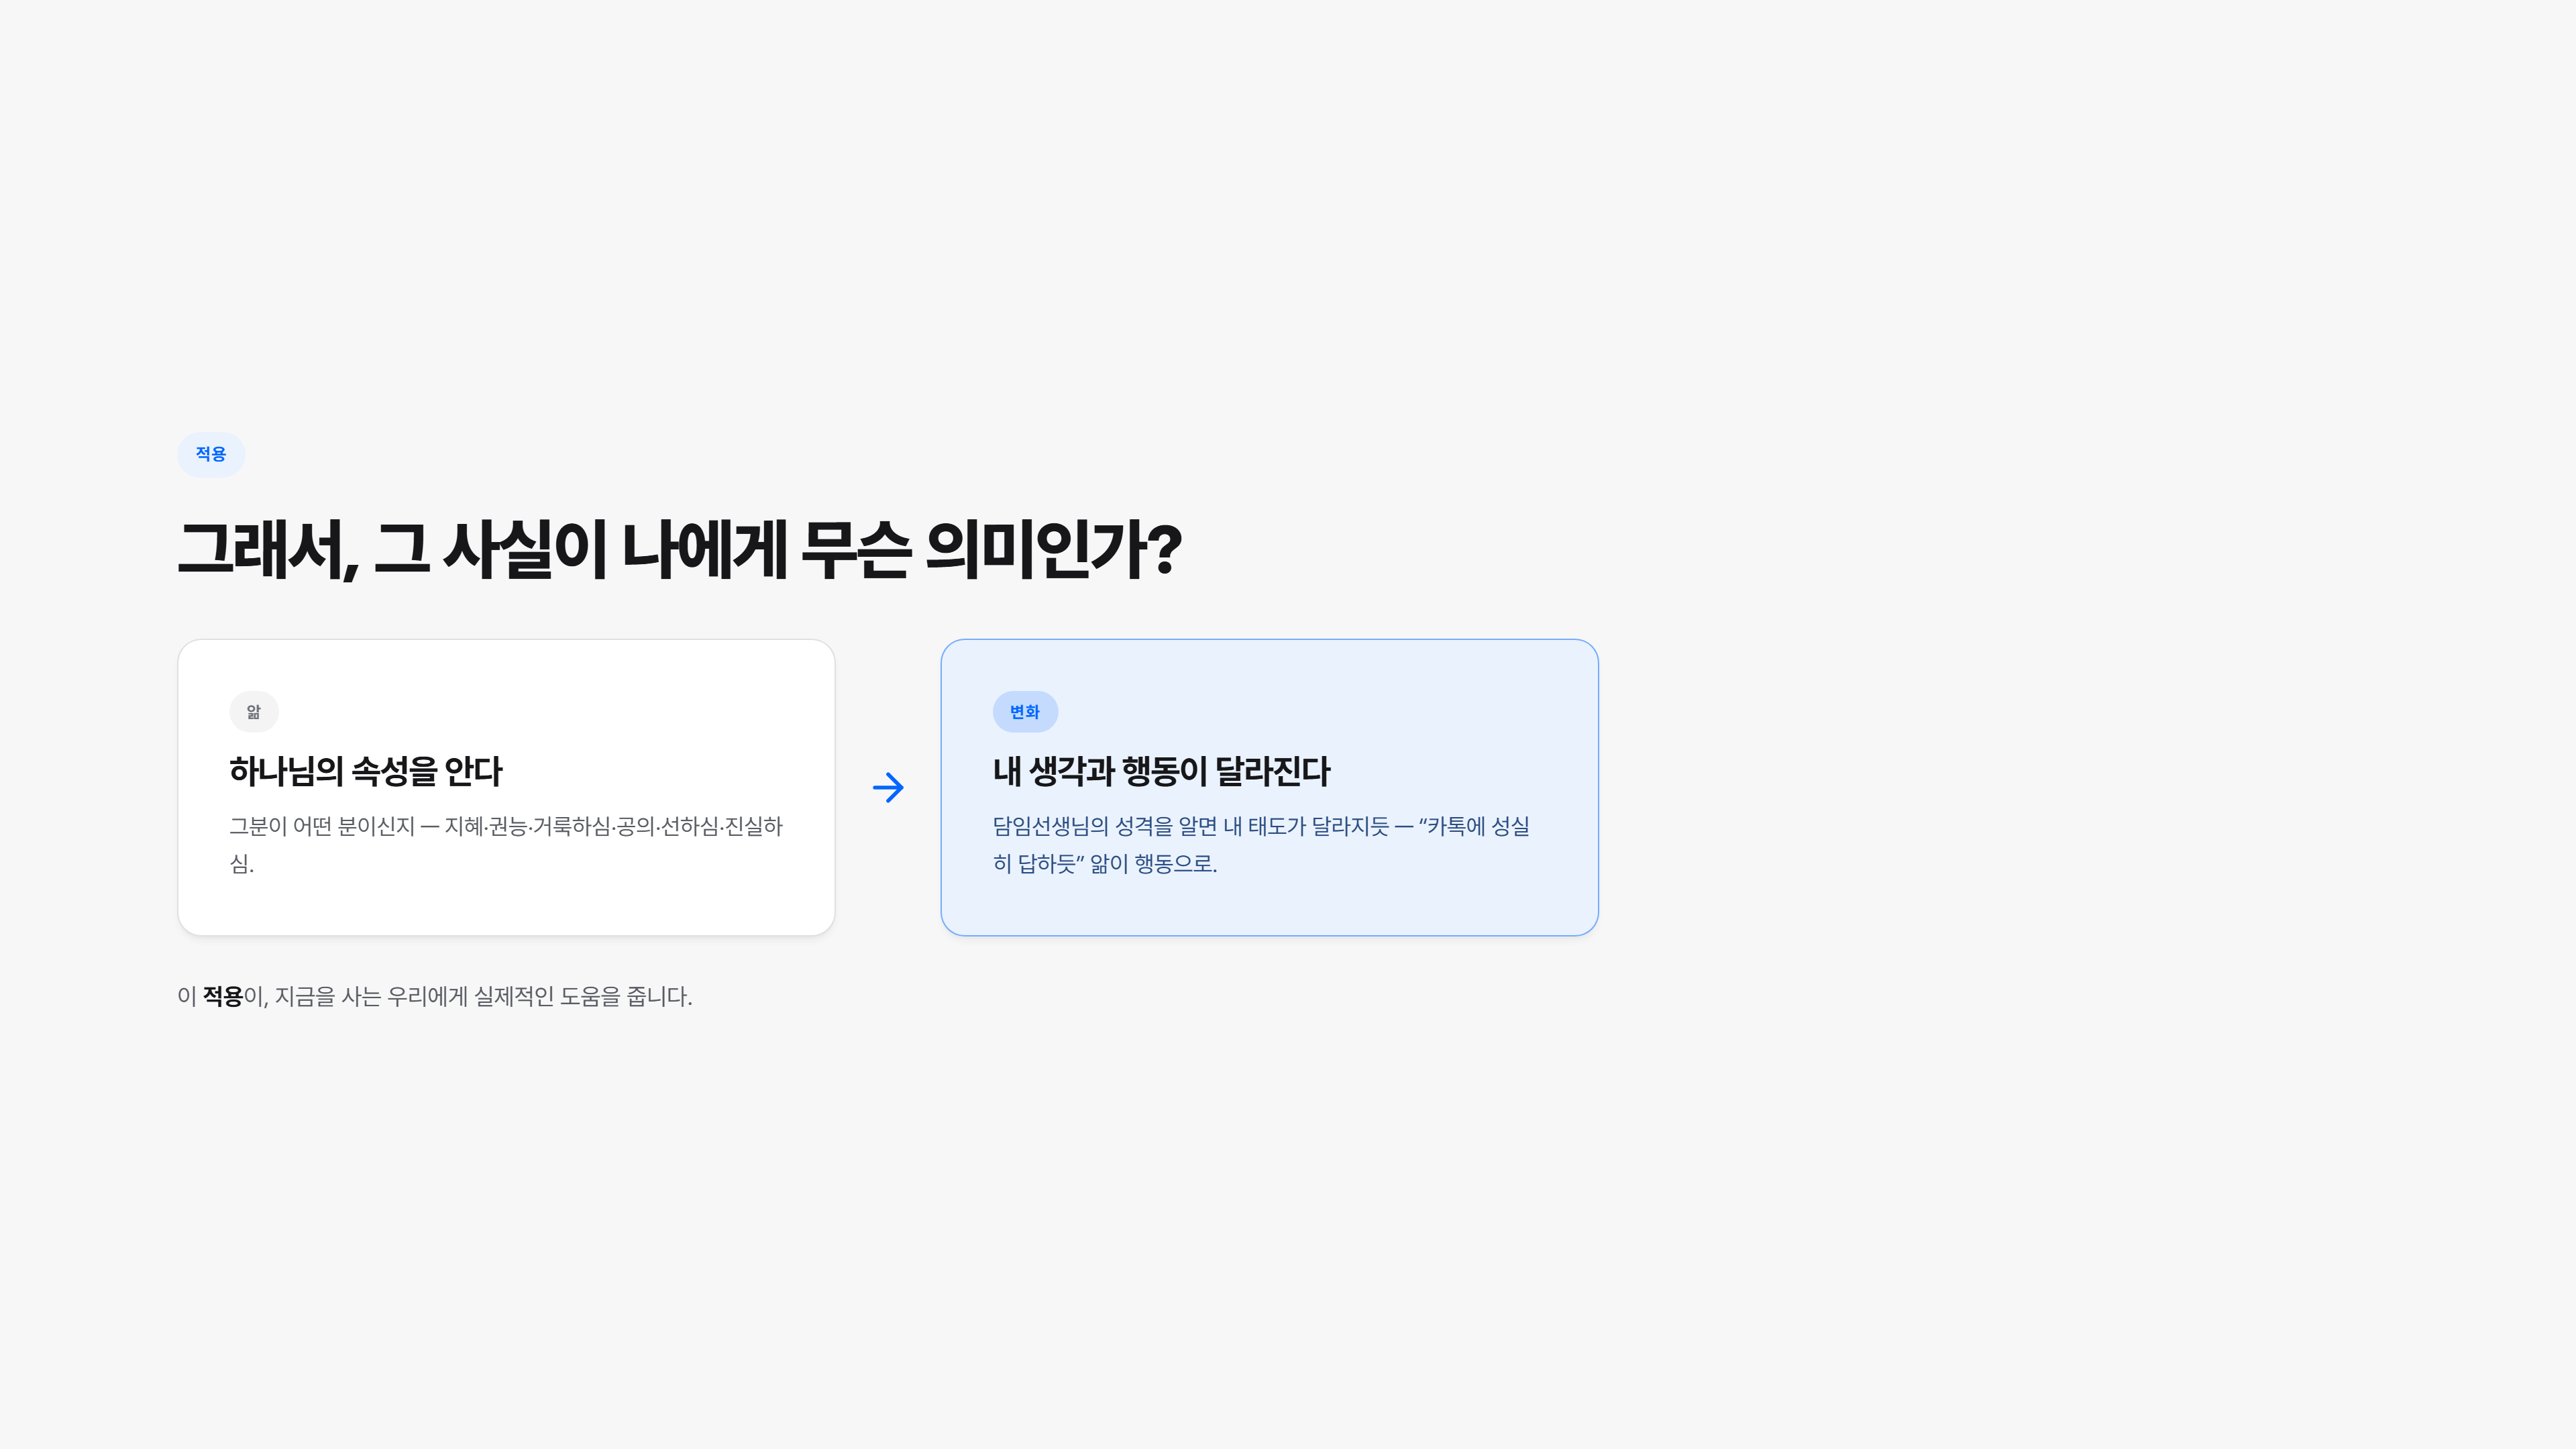 적용
그래서, 그 사실이 나에게 무슨 의미인가?
앎
하나님의 속성을 안다
그분이 어떤 분이신지 — 지혜·권능·거룩하심·공의·선하심·진실하
심.
변화
내 생각과 행동이 달라진다
담임선생님의 성격을 알면 내 태도가 달라지듯 — “카톡에 성실
히 답하듯” 앎이 행동으로.
이 적용이, 지금을 사는 우리에게 실제적인 도움을 줍니다.